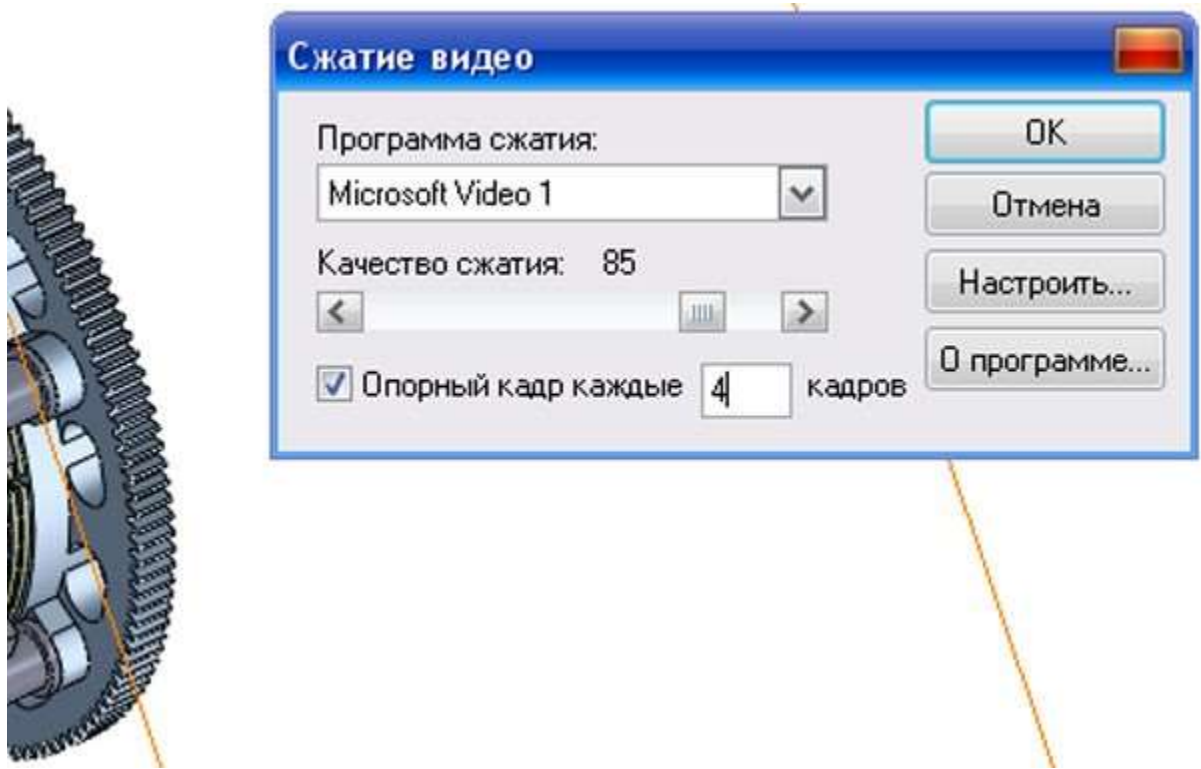 Сжатие видео
Программа сжатия:
Microsoft Video 1
Качество сжатия: 85
Опорный кадр каждые 4 кадров
OK
Отмена
Настроить...
О программе...